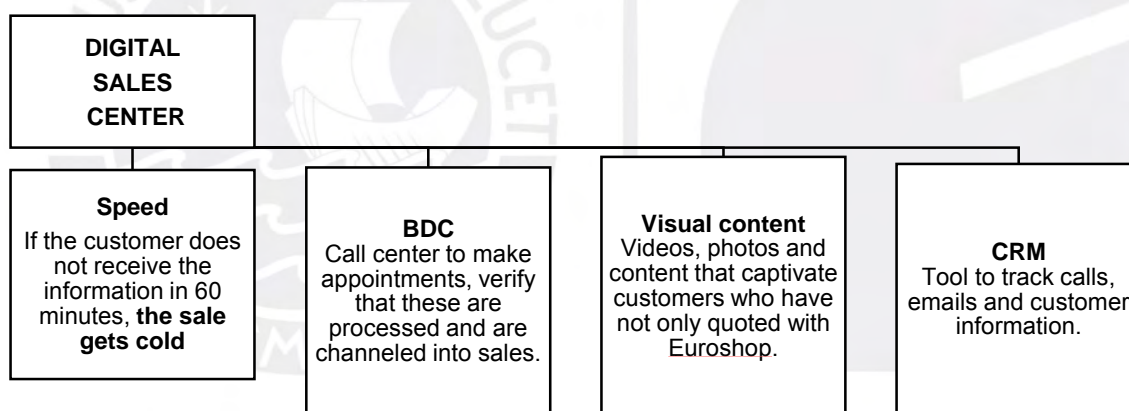 DIGITAL
SALES
CENTER
Speed
If the customer does
not receive the
information in 60
minutes, the sale
gets cold
BDC
Call center to make
appointments, verify
that these are
processed and are
channeled into sales.
Visual content
Videos, photos and
content that captivate
customers who have
not only quoted with
Euroshop.
CRM
Tool to track calls,
emails and customer
information.